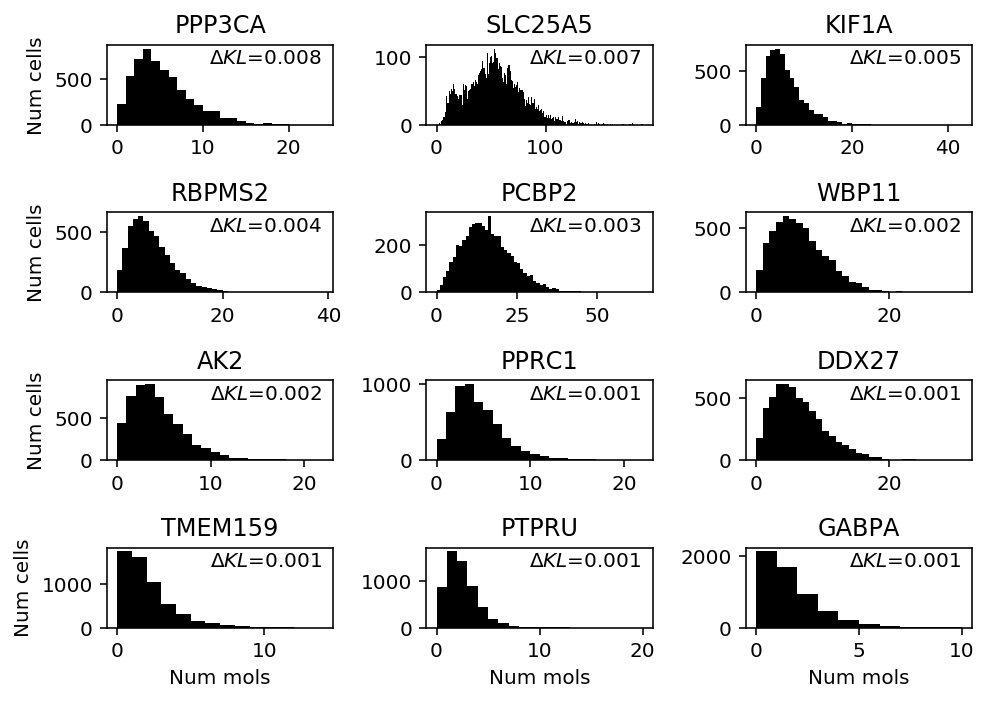 PPP3CA
SLC25A5
KIF1A
Num cells
ΔKL=0.008
ΔKL=0.007
ΔKL=0.005
500
0
100
0
500
0
0 10 20
0 100
0 20 40
RBPMS2
PCBP2
WBP11
Num cells
ΔKL=0.004
ΔKL=0.003
ΔKL=0.002
500
0
200
0
500
0
0 20 40
0 25 50
0 20
AK2
PPRC1
DDX27
Num cells
ΔKL=0.002
ΔKL=0.001
ΔKL=0.001
500
0
1000
0
500
0
0 10 20
0 10 20
0 20
TMEM159
PTPRU
GABPA
Num cells
ΔKL=0.001
ΔKL=0.001
ΔKL=0.001
1000
0
1000
0
2000
0
0 10
0 10 20
0 5 10
Num mols
Num mols
Num mols